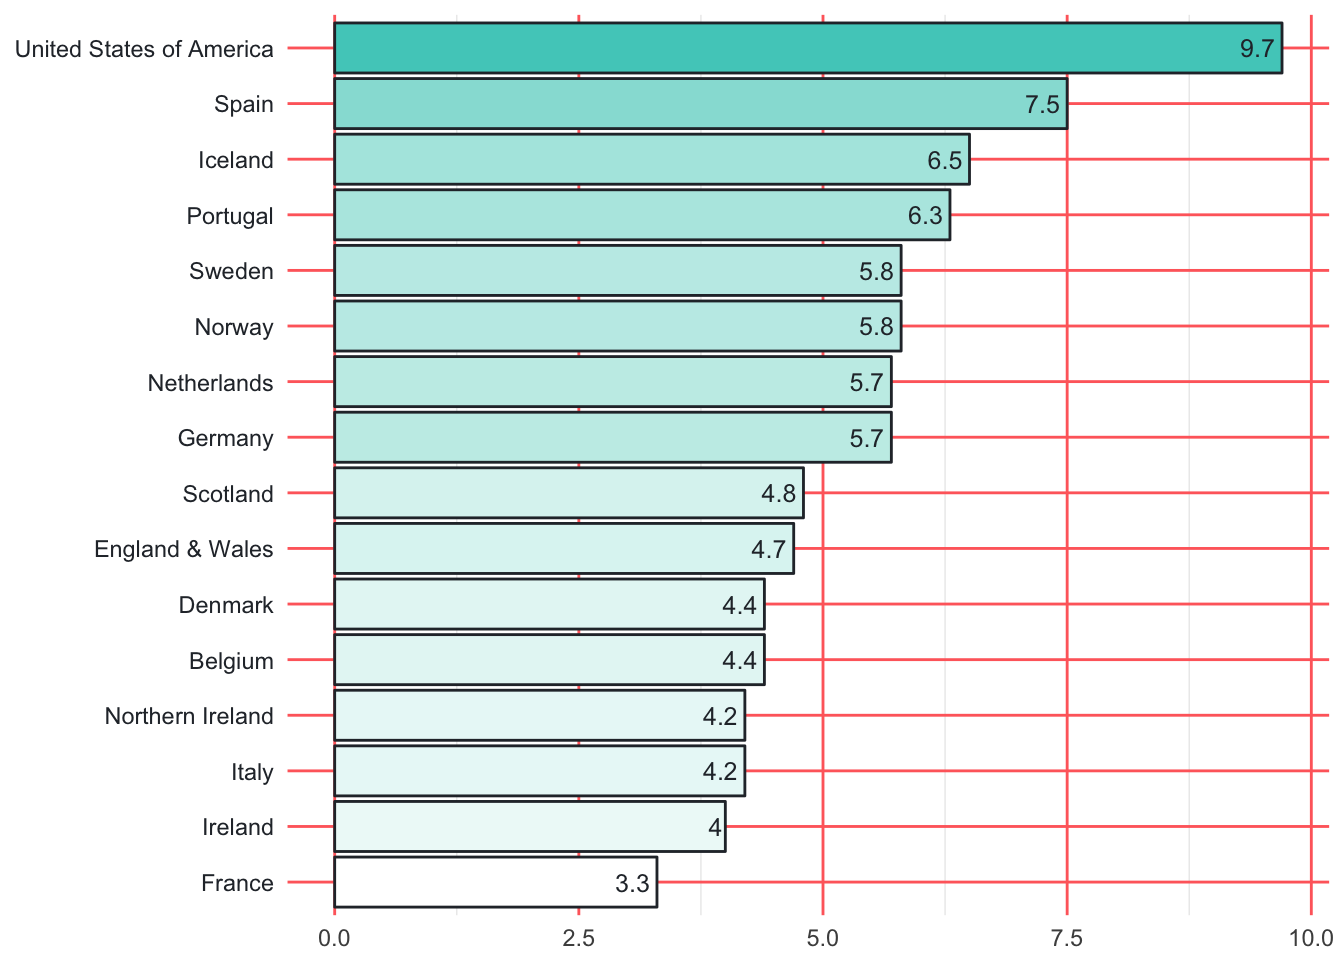 United States of America 9.7
Spain 7.5
Iceland 6.5
Portugal 6.3
Sweden 5.8
Norway 5.8
Netherlands 5.7
Germany 5.7
Scotland 4.8
England & Wales 4.7
Denmark 4.4
Belgium 4.4
Northern Ireland 4.2
Italy 4.2
Ireland 4
France 3.3
0.0 2.5 5.0 7.5 10.0